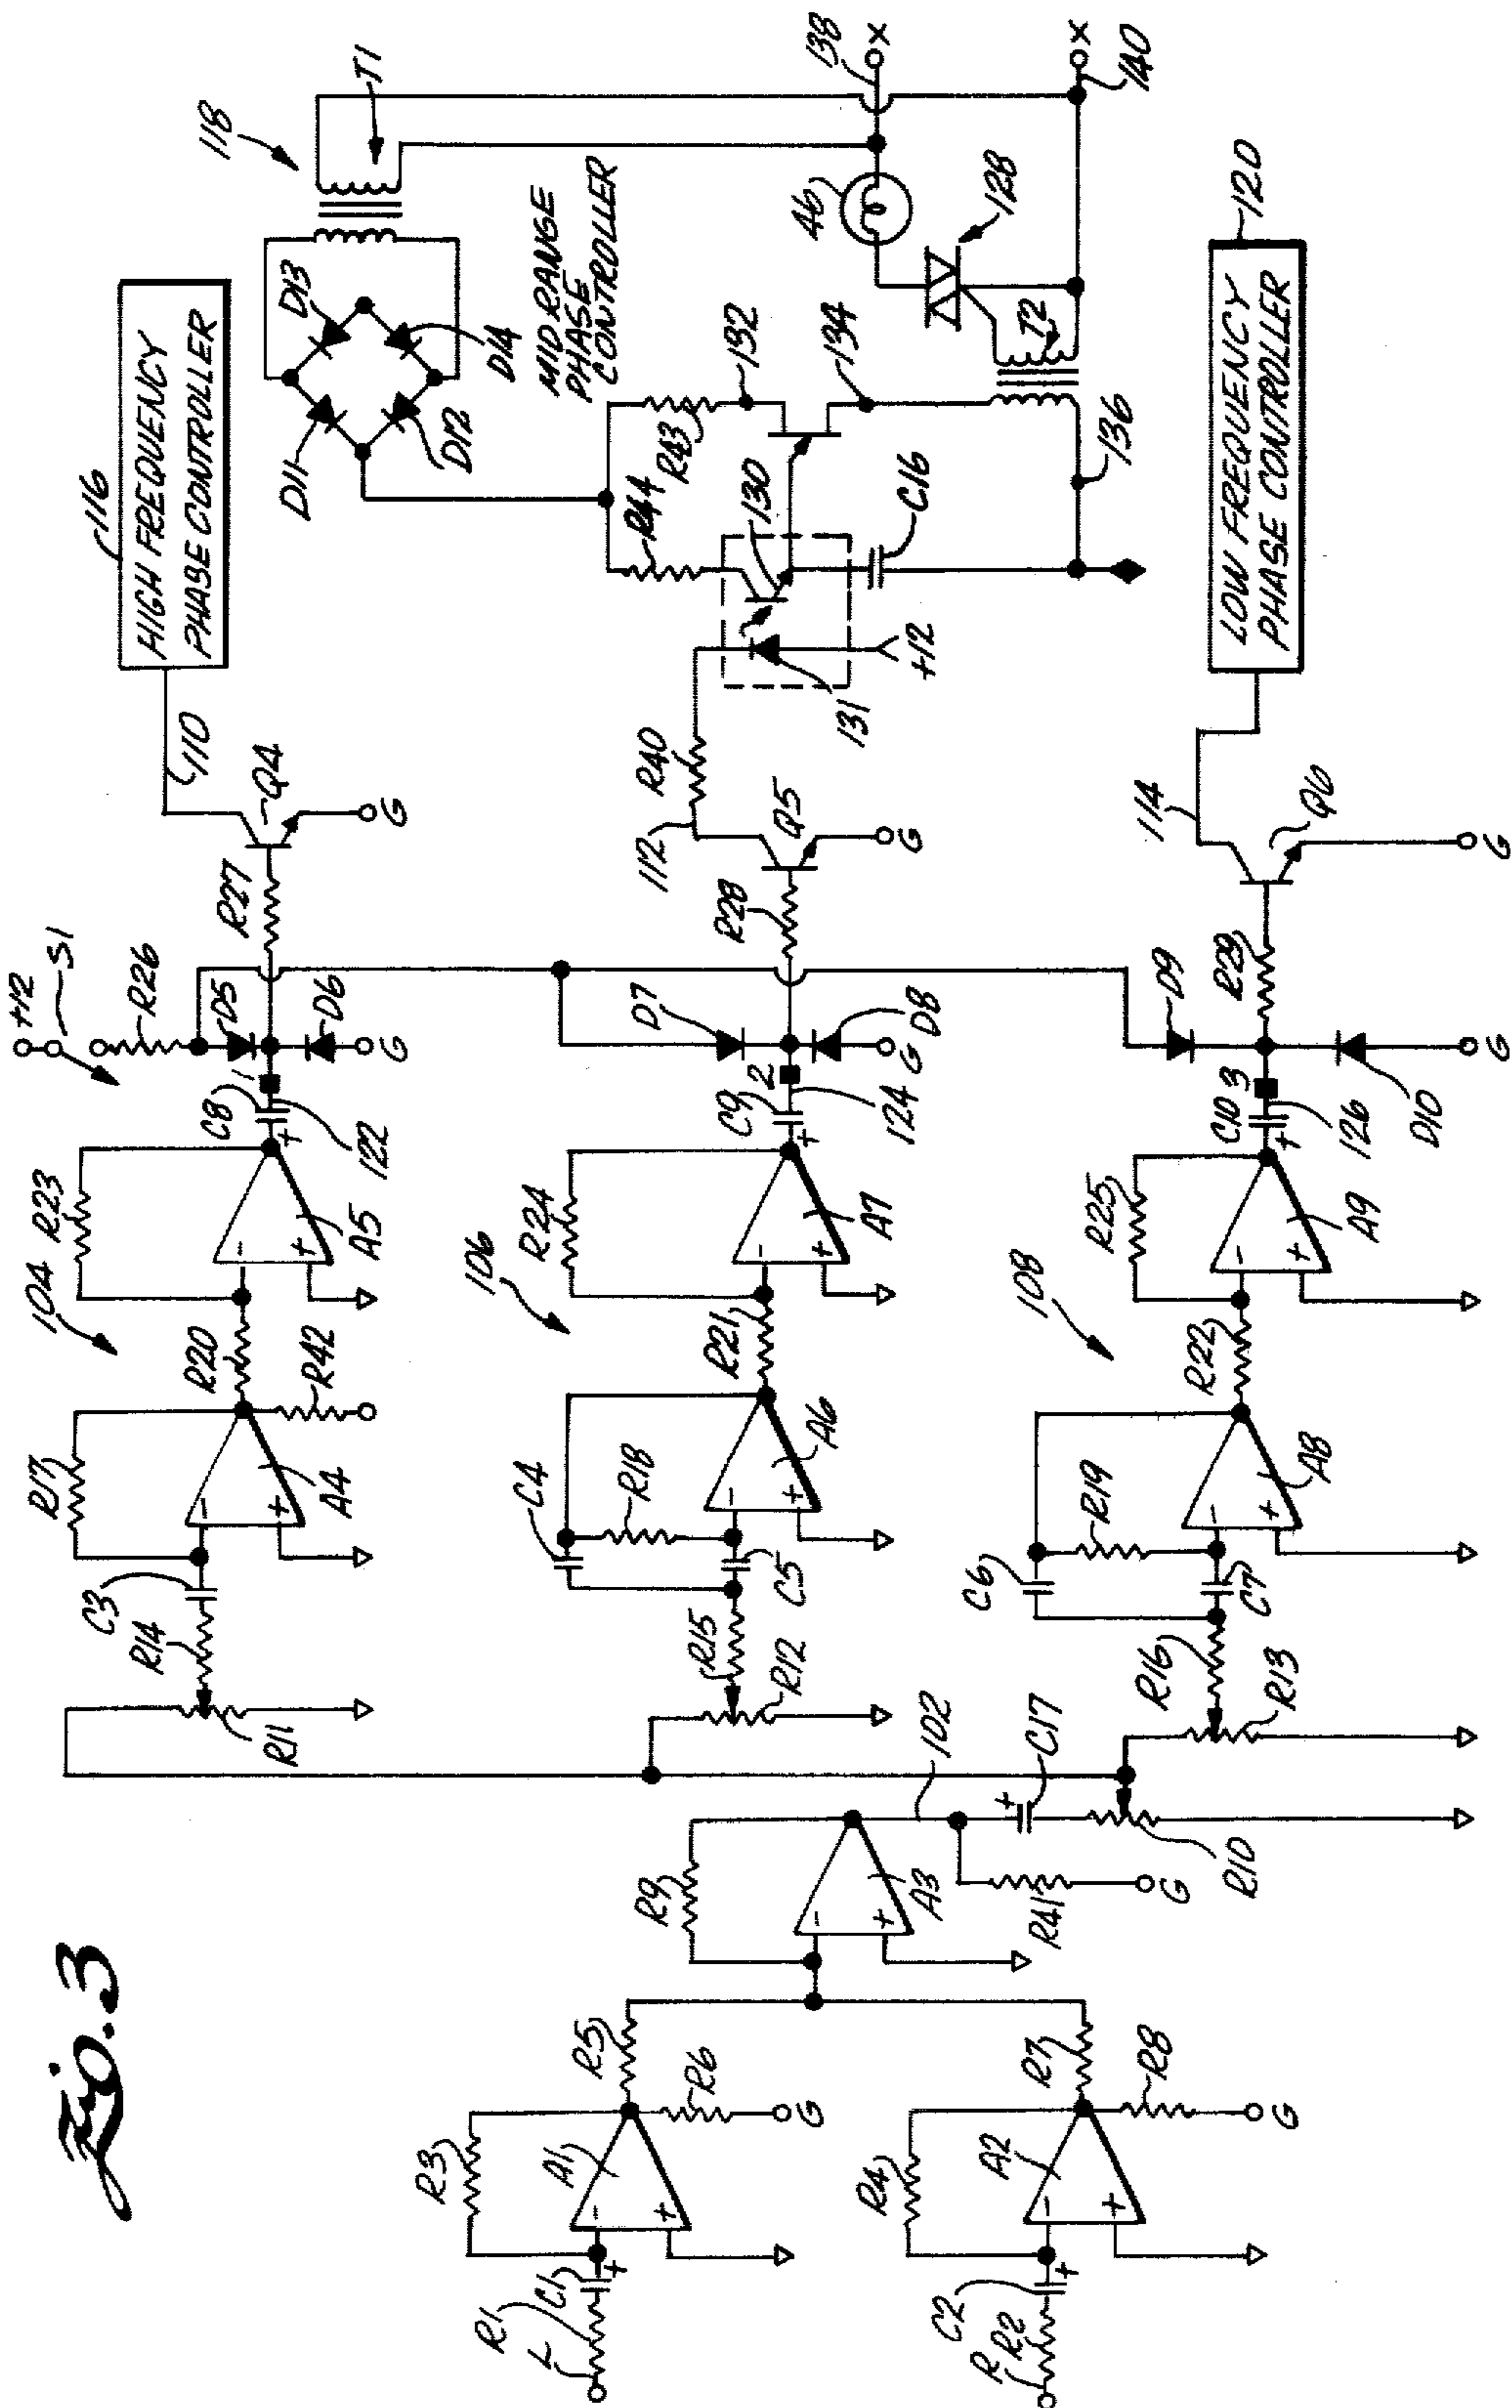 Fig. 3
L
R1
C1
R3
A1
-
+
R5
R6
G
R
R2
C2
R4
A2
-
+
R7
R8
G
R9
A3
-
+
102
R41
G
C17
+
R10
R11
R14
C3
R17
A4
-
+
R42
R20
104
R23
A5
-
+
C8
+
122
1
+12
S1
R26
D5
D6
G
R27
Q4
G
110
116
HIGH FREQUENCY
PHASE CONTROLLER
R12
R15
C4
C5
R18
A6
-
+
R21
106
R24
A7
-
+
C9
+
124
2
D7
D8
G
R28
Q5
G
112
R40
131
+12
130
R44
R43
132
134
C16
136
T2
128
46
138
X
140
X
118
T1
D11
D12
D13
D14
MID RANGE
PHASE
CONTROLLER
R13
R16
C6
C7
R19
A8
-
+
R22
108
R25
A9
-
+
C10
+
126
3
D9
D10
G
R29
Q6
G
114
120
LOW FREQUENCY
PHASE CONTROLLER